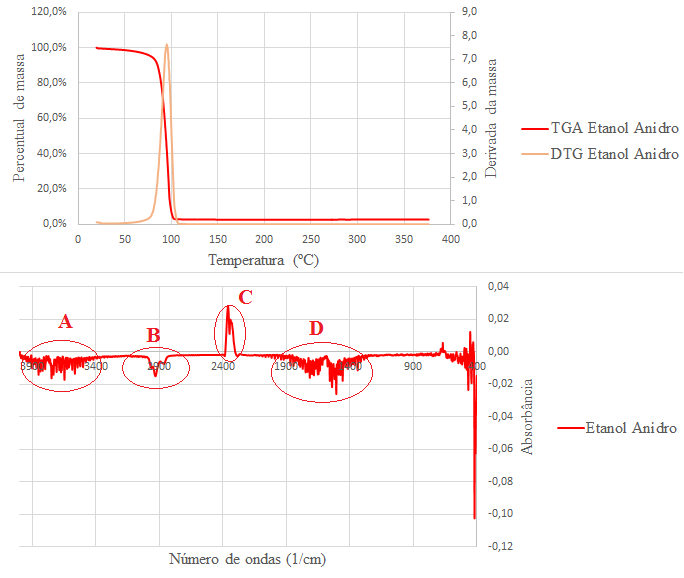 120,0%
100,0%
80,0%
60,0%
40,0%
20,0%
0,0%
Percentual de massa
9,0
8,0
7,0
6,0
5,0
4,0
3,0
2,0
1,0
0,0
Derivada da massa
0 50 100 150 200 250 300 350 400
Temperatura (ºC)
TGA Etanol Anidro
DTG Etanol Anidro
A
B
C
D
0,04
0,02
0,00
-0,02
-0,04
-0,06
-0,08
-0,10
-0,12
3400 2400 1900 900
Absorbância
Número de ondas (1/cm)
Etanol Anidro